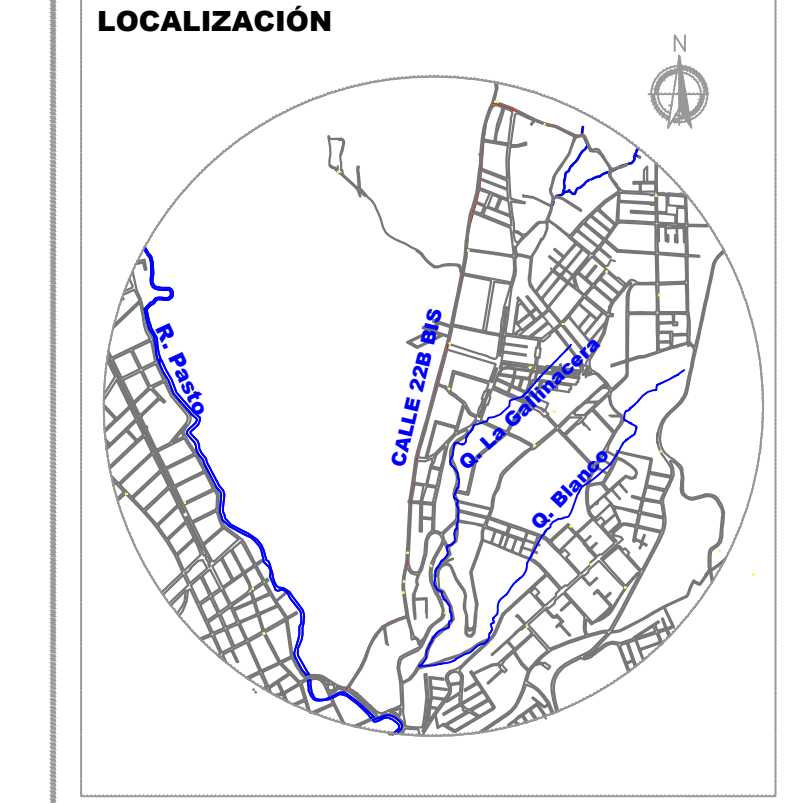 LOCALIZACIÓN
N
R. Pasto
CALLE 22B BIS
Q. La Gallinacera
Q. Blanco